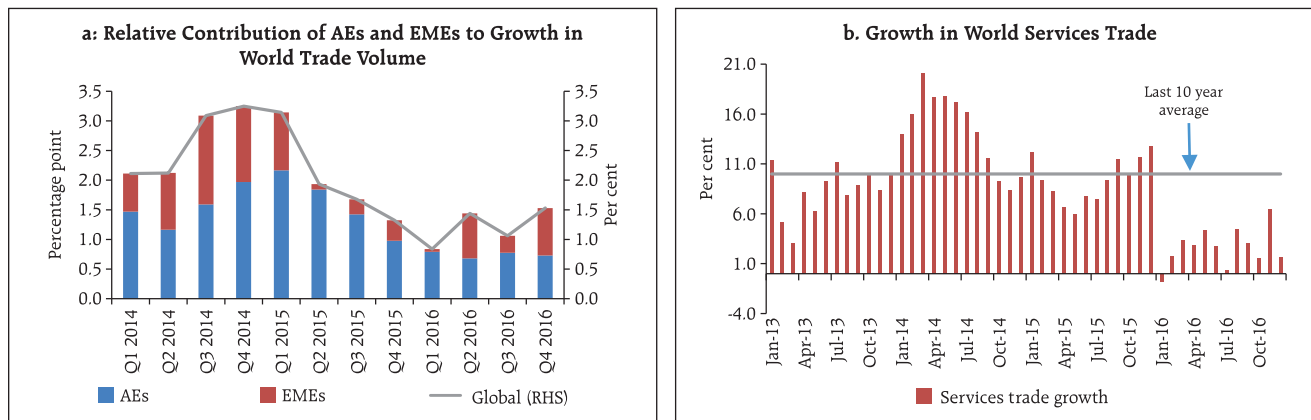 a: Relative Contribution of AEs and EMEs to Growth in
World Trade Volume
Percentage point
3.5
3.0
2.5
2.0
1.5
1.0
0.5
0.0
3.5
3.0
2.5
2.0
1.5
1.0
0.5
0.0
Per cent
Q1 2014
Q2 2014
Q3 2014
Q4 2014
Q1 2015
Q2 2015
Q3 2015
Q4 2015
Q1 2016
Q2 2016
Q3 2016
Q4 2016
AEs
EMEs
Global (RHS)
b. Growth in World Services Trade
Per cent
21.0
16.0
11.0
6.0
1.0
-4.0
Last 10 year
average
Jan-13
Apr-13
Jul-13
Oct-13
Jan-14
Apr-14
Jul-14
Oct-14
Jan-15
Apr-15
Jul-15
Oct-15
Jan-16
Apr-16
Jul-16
Oct-16
Services trade growth